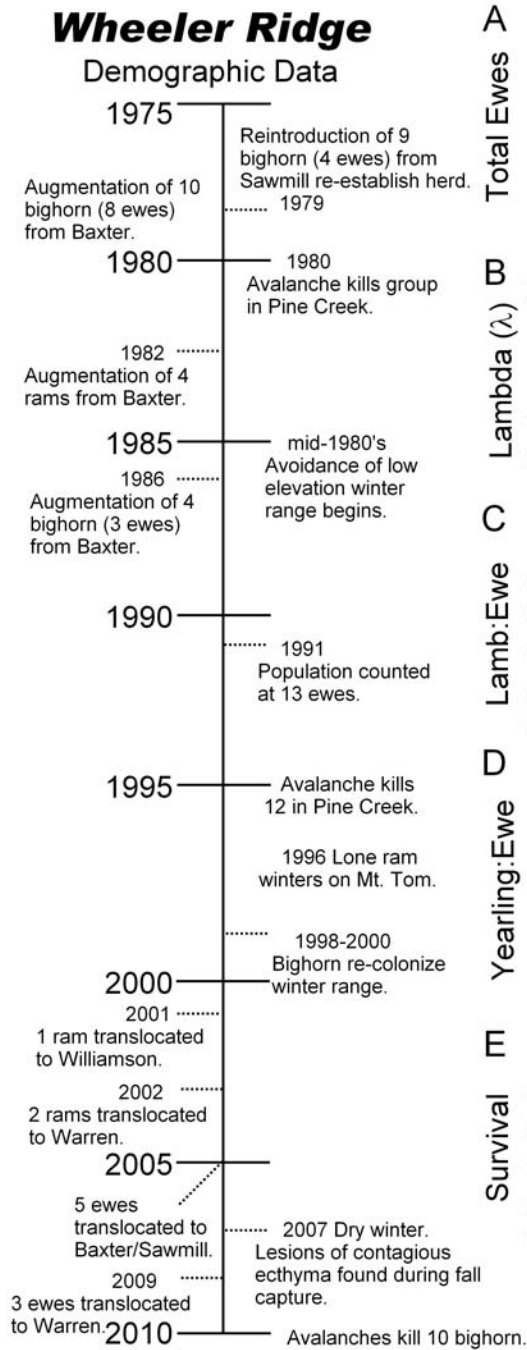 Wheeler Ridge
Demographic Data
1975
Reintroduction of 9
bighorn (4 ewes) from
Sawmill re-establish herd.
1979
Augmentation of 10
bighorn (8 ewes)
from Baxter.
1980
1980
Avalanche kills group
in Pine Creek.
1982
Augmentation of 4
rams from Baxter.
1985
mid-1980's
Avoidance of low
elevation winter
range begins.
1986
Augmentation of 4
bighorn (3 ewes)
from Baxter.
1990
1991
Population counted
at 13 ewes.
1995
Avalanche kills
12 in Pine Creek.
1996 Lone ram
winters on Mt. Tom.
1998-2000
Bighorn re-colonize
winter range.
2000
2001
1 ram translocated
to Williamson.
2002
2 rams translocated
to Warren.
2005
5 ewes
translocated to
Baxter/Sawmill.
2007 Dry winter.
Lesions of contagious
ecthyma found during fall
capture.
2009
3 ewes translocated
to Warren.
2010
Avalanches kill 10 bighorn.
A
Total Ewes
B
Lambda (λ)
C
Lamb:Ewe
D
Yearling:Ewe
E
Survival